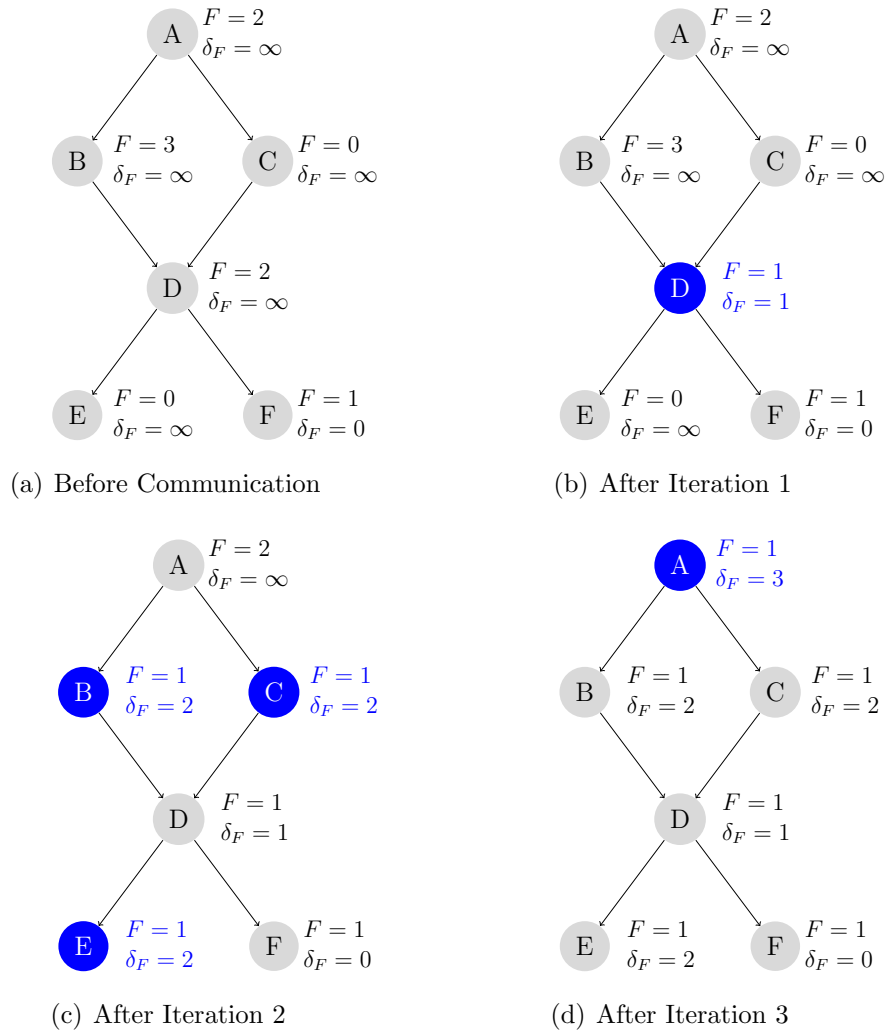 A
F = 2
δ_F = ∞
B
F = 3
δ_F = ∞
C
F = 0
δ_F = ∞
D
F = 2
δ_F = ∞
E
F = 0
δ_F = ∞
F
F = 1
δ_F = 0
(a) Before Communication
A
F = 2
δ_F = ∞
B
F = 3
δ_F = ∞
C
F = 0
δ_F = ∞
D
F = 1
δ_F = 1
E
F = 0
δ_F = ∞
F
F = 1
δ_F = 0
(b) After Iteration 1
A
F = 2
δ_F = ∞
B
F = 1
δ_F = 2
C
F = 1
δ_F = 2
D
F = 1
δ_F = 1
E
F = 1
δ_F = 2
F
F = 1
δ_F = 0
(c) After Iteration 2
A
F = 1
δ_F = 3
B
F = 1
δ_F = 2
C
F = 1
δ_F = 2
D
F = 1
δ_F = 1
E
F = 1
δ_F = 2
F
F = 1
δ_F = 0
(d) After Iteration 3